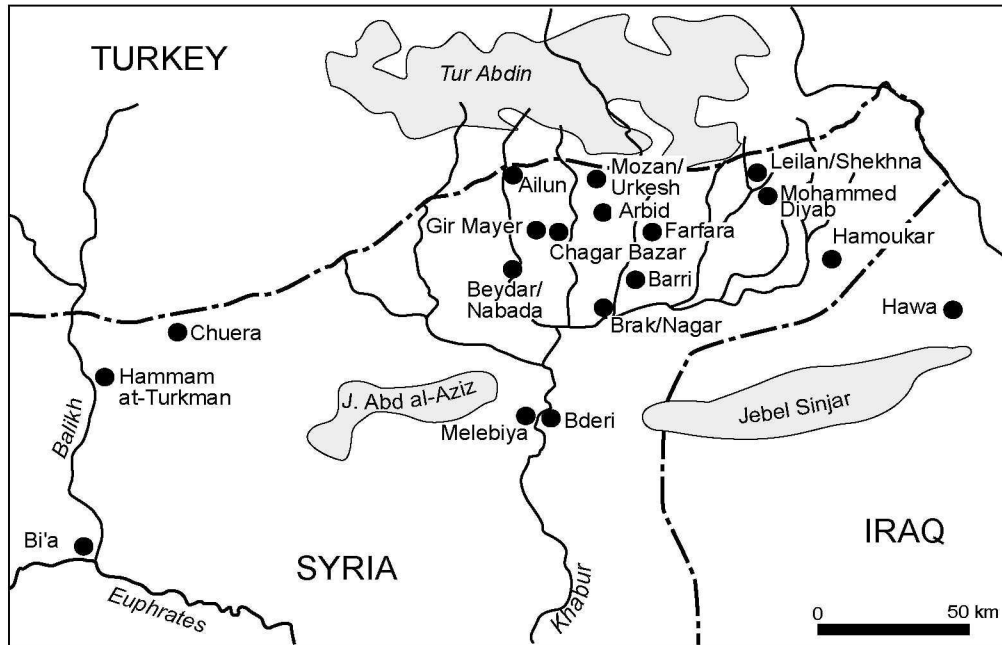 TURKEY
Tur Abdin
Mozan/
Urkesh
Leilan/Shekhna
Ailun
Mohammed
Diyab
Arbid
Gir Mayer
Farfara
Hamoukar
Chagar Bazar
Beydar/
Nabada
Barri
Hawa
Brak/Nagar
Chuera
Hammam
at-Turkman
J. Abd al-Aziz
Jebel Sinjar
Balikh
Melebiya
Bderi
Bi'a
IRAQ
SYRIA
Khabur
Euphrates
0 50 km